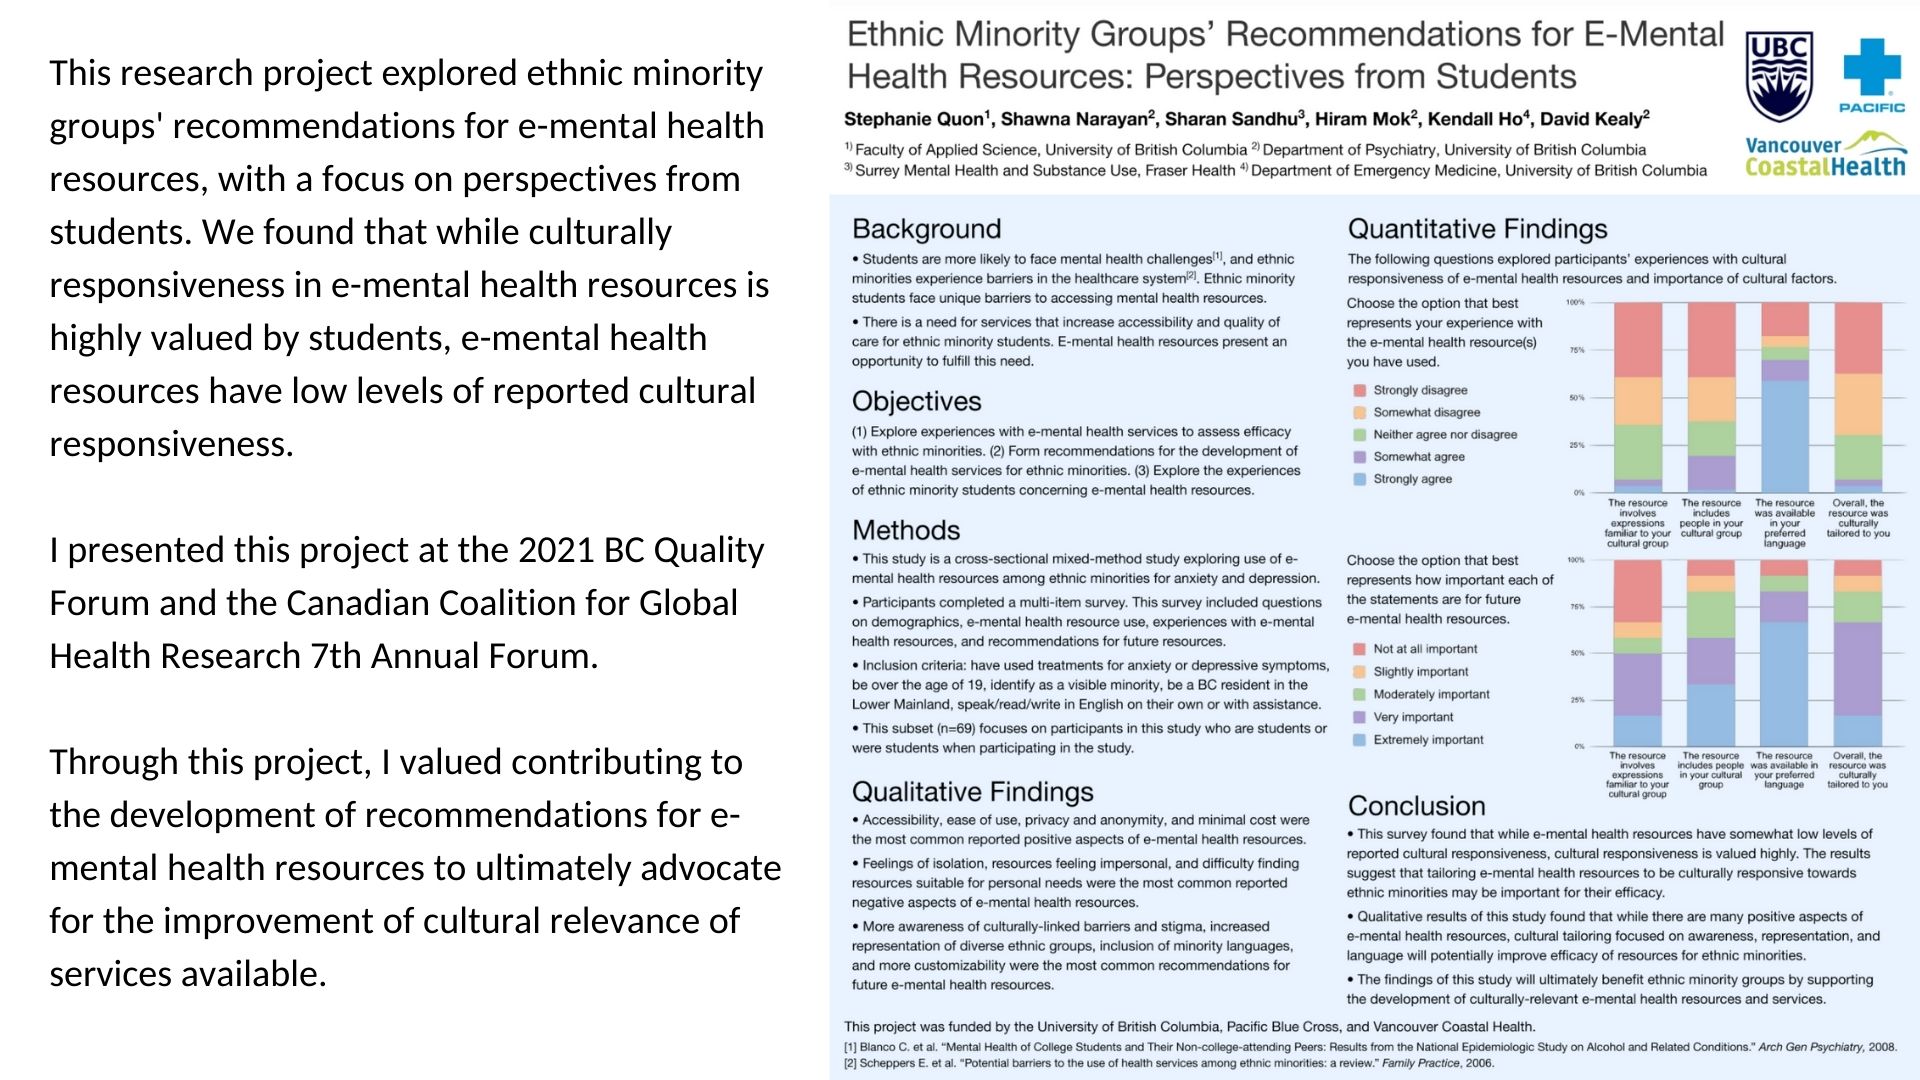 This research project explored ethnic minority
groups' recommendations for e-mental health
resources, with a focus on perspectives from
students. We found that while culturally
responsiveness in e-mental health resources is
highly valued by students, e-mental health
resources have low levels of reported cultural
responsiveness.
I presented this project at the 2021 BC Quality
Forum and the Canadian Coalition for Global
Health Research 7th Annual Forum.
Through this project, I valued contributing to
the development of recommendations for e-
mental health resources to ultimately advocate
for the improvement of cultural relevance of
services available.
Ethnic Minority Groups’ Recommendations for E-Mental
Health Resources: Perspectives from Students
UBC
PACIFIC
Vancouver
CoastalHealth
Stephanie Quon1, Shawna Narayan2, Sharan Sandhu3, Hiram Mok2, Kendall Ho4, David Kealy2
1) Faculty of Applied Science, University of British Columbia 2) Department of Psychiatry, University of British Columbia
3) Surrey Mental Health and Substance Use, Fraser Health 4) Department of Emergency Medicine, University of British Columbia
Background
• Students are more likely to face mental health challenges[1], and ethnic
minorities experience barriers in the healthcare system[2]. Ethnic minority
students face unique barriers to accessing mental health resources.
• There is a need for services that increase accessibility and quality of
care for ethnic minority students. E-mental health resources present an
opportunity to fulfill this need.
Objectives
(1) Explore experiences with e-mental health services to assess efficacy
with ethnic minorities. (2) Form recommendations for the development of
e-mental health services for ethnic minorities. (3) Explore the experiences
of ethnic minority students concerning e-mental health resources.
Methods
• This study is a cross-sectional mixed-method study exploring use of e-
mental health resources among ethnic minorities for anxiety and depression.
• Participants completed a multi-item survey. This survey included questions
on demographics, e-mental health resource use, experiences with e-mental
health resources, and recommendations for future resources.
• Inclusion criteria: have used treatments for anxiety or depressive symptoms,
be over the age of 19, identify as a visible minority, be a BC resident in the
Lower Mainland, speak/read/write in English on their own or with assistance.
• This subset (n=69) focuses on participants in this study who are students or
were students when participating in the study.
Qualitative Findings
• Accessibility, ease of use, privacy and anonymity, and minimal cost were
the most common reported positive aspects of e-mental health resources.
• Feelings of isolation, resources feeling impersonal, and difficulty finding
resources suitable for personal needs were the most common reported
negative aspects of e-mental health resources.
• More awareness of culturally-linked barriers and stigma, increased
representation of diverse ethnic groups, inclusion of minority languages,
and more customizability were the most common recommendations for
future e-mental health resources.
Quantitative Findings
The following questions explored participants’ experiences with cultural
responsiveness of e-mental health resources and importance of cultural factors.
Choose the option that best
represents your experience with
the e-mental health resource(s)
you have used.
Strongly disagree
Somewhat disagree
Neither agree nor disagree
Somewhat agree
Strongly agree
100%
75%
50%
25%
0%
The resource
involves
expressions
familiar to your
cultural group
The resource
includes
people in your
cultural group
The resource
was available
in your
preferred
language
Overall, the
resource was
culturally
tailored to you
Choose the option that best
represents how important each of
the statements are for future
e-mental health resources.
Not at all important
Slightly important
Moderately important
Very important
Extremely important
100%
75%
50%
25%
0%
The resource
involves
expressions
familiar to your
cultural group
The resource
includes people
in your cultural
group
The resource
was available in
your preferred
language
Overall, the
resource was
culturally
tailored to you
Conclusion
• This survey found that while e-mental health resources have somewhat low levels of
reported cultural responsiveness, cultural responsiveness is valued highly. The results
suggest that tailoring e-mental health resources to be culturally responsive towards
ethnic minorities may be important for their efficacy.
• Qualitative results of this study found that while there are many positive aspects of
e-mental health resources, cultural tailoring focused on awareness, representation, and
language will potentially improve efficacy of resources for ethnic minorities.
• The findings of this study will ultimately benefit ethnic minority groups by supporting
the development of culturally-relevant e-mental health resources and services.
This project was funded by the University of British Columbia, Pacific Blue Cross, and Vancouver Coastal Health.
[1] Blanco C. et al. “Mental Health of College Students and Their Non-college-attending Peers: Results from the National Epidemiologic Study on Alcohol and Related Conditions.” Arch Gen Psychiatry, 2008.
[2] Scheppers E. et al. “Potential barriers to the use of health services among ethnic minorities: a review.” Family Practice, 2006.